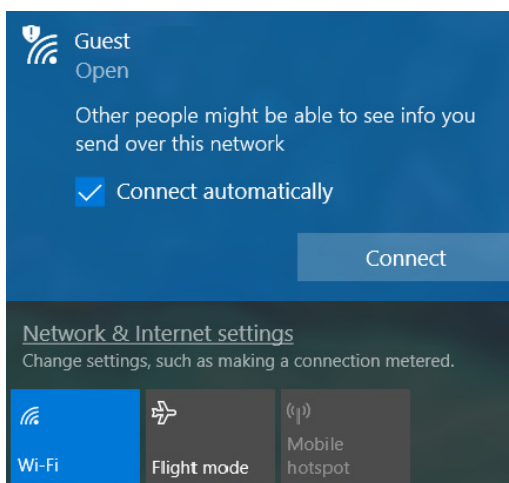 Guest
Open
Other people might be able to see info you
send over this network
Connect automatically
Connect
Network & Internet settings
Change settings, such as making a connection metered.
Wi-Fi
Flight mode
Mobile
hotspot